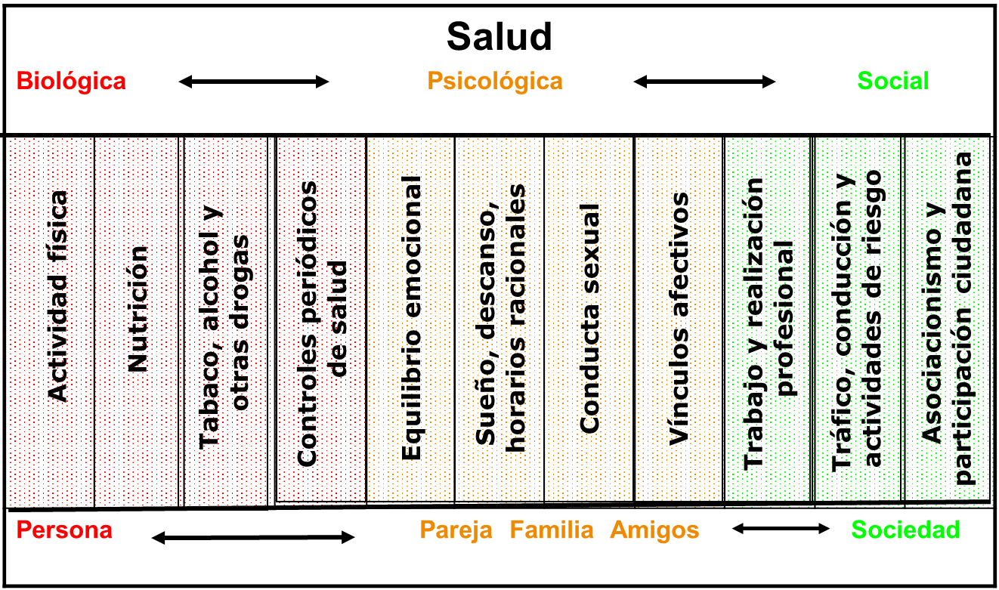 Salud
Biológica
Psicológica
Social
Actividad física
Nutrición
Tabaco, alcohol y
otras drogas
Controles periódicos
de salud
Equilibrio emocional
Sueño, descanso,
horarios racionales
Conducta sexual
Vínculos afectivos
Trabajo y realización
profesional
Tráfico, conducción y
actividades de riesgo
Asociacionismo y
participación ciudadana
Persona
Pareja Familia Amigos
Sociedad